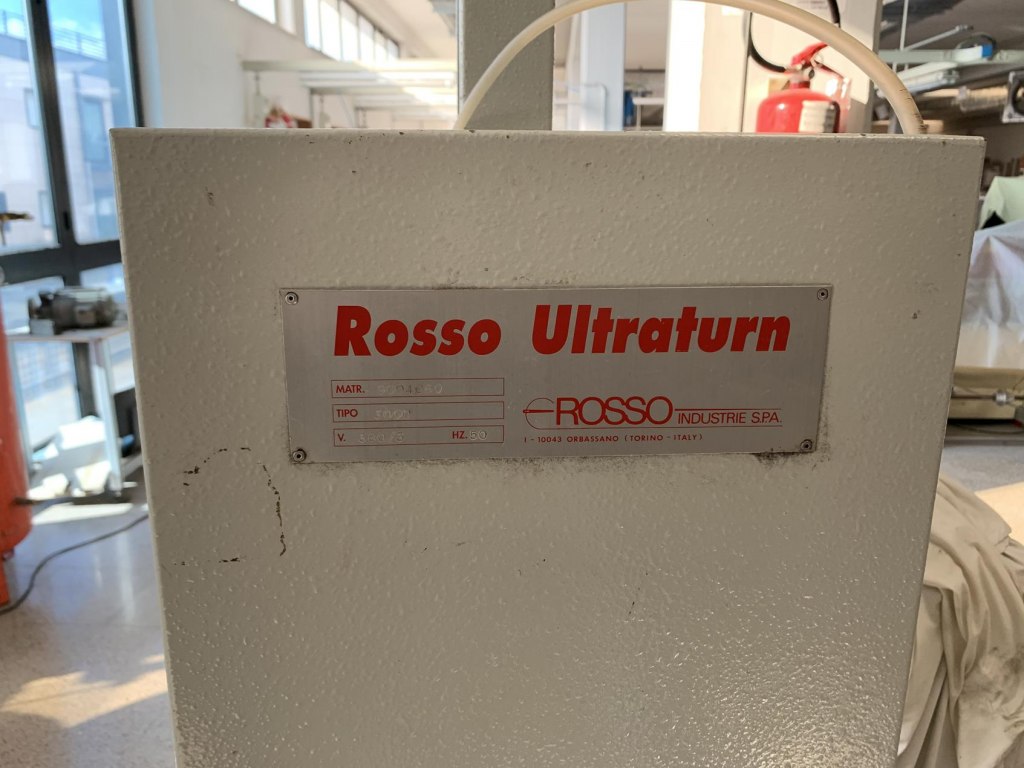 Rosso Ultraturn
MATR.
TIPO
V. HZ. 50
ROSSO INDUSTRIE S.P.A.
I - 10043 ORBASSANO (TORINO - ITALY)